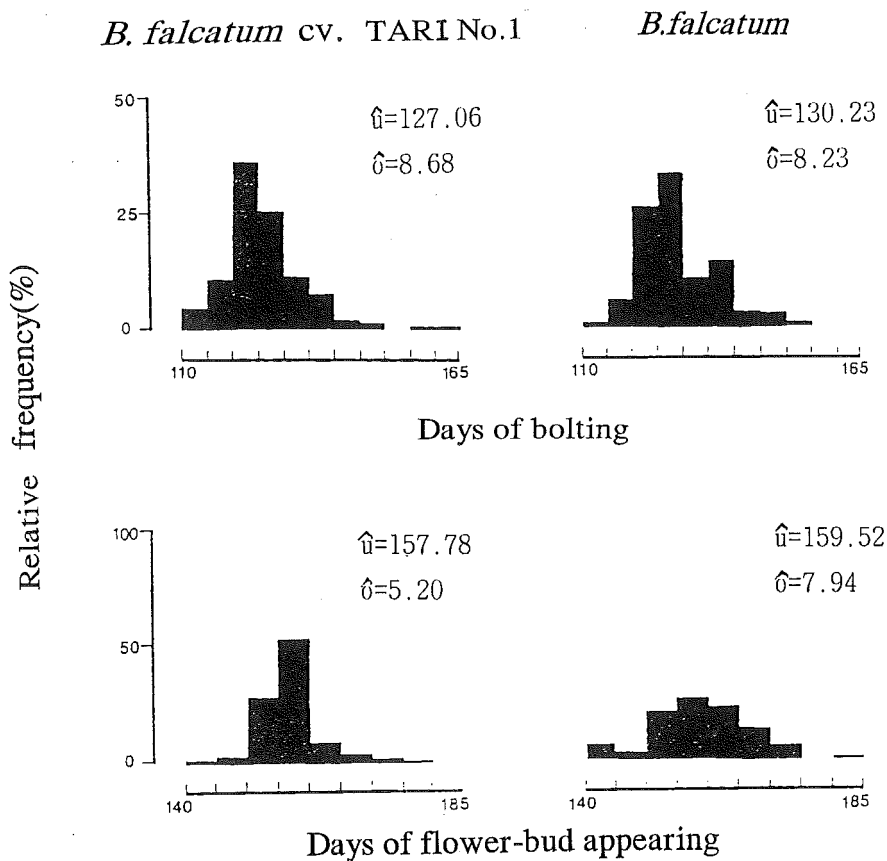 B. falcatum cv. TARI No.1
B.falcatum
50
25
0
û=127.06
ô=8.68
û=130.23
ô=8.23
110
165
110
165
Days of bolting
Relative frequency(%)
100
50
0
û=157.78
ô=5.20
û=159.52
ô=7.94
140
185
140
185
Days of flower-bud appearing